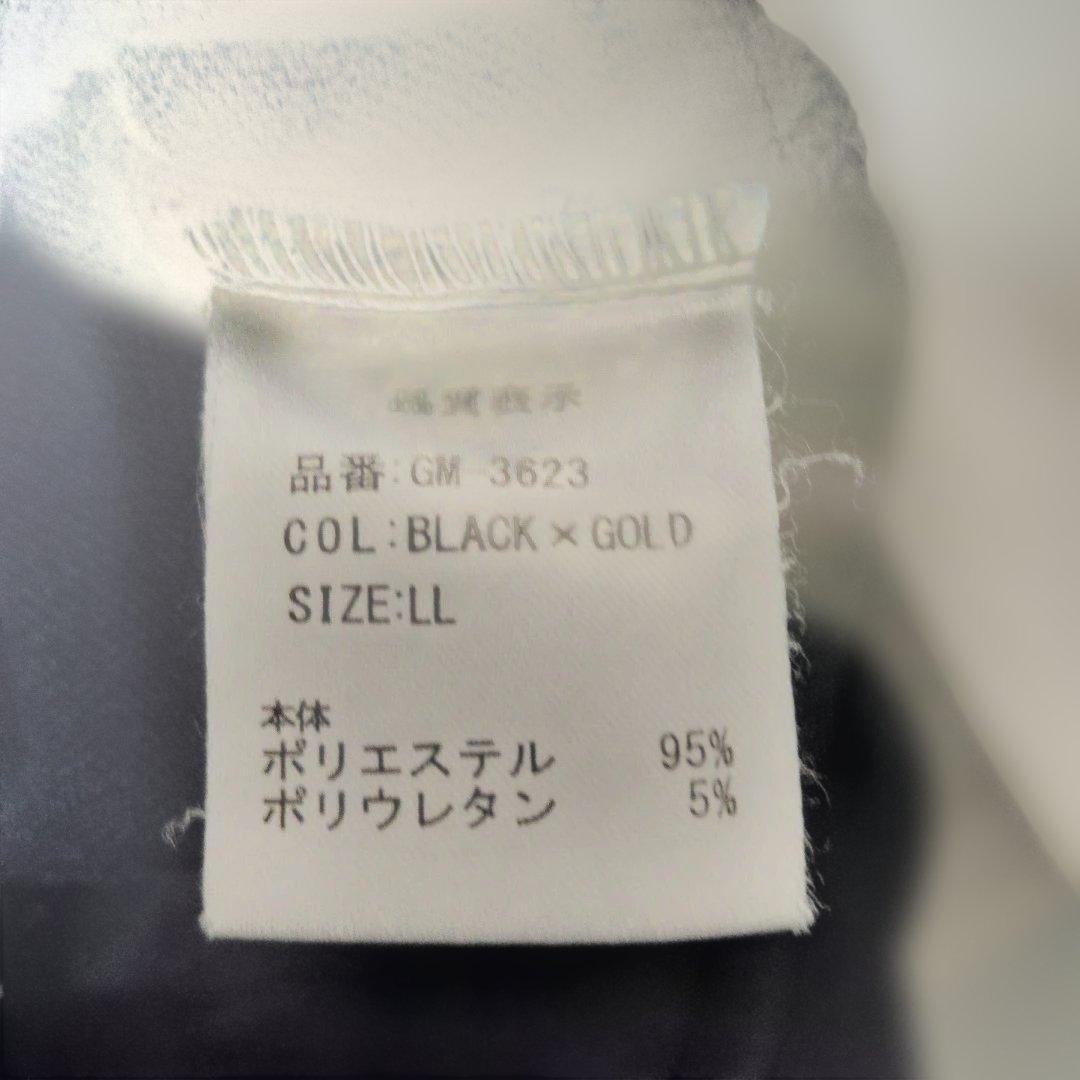 品質表示
品番:GM-3623
COL:BLACK×GOLD
SIZE:LL
本体
ポリエステル 95%
ポリウレタン 5%